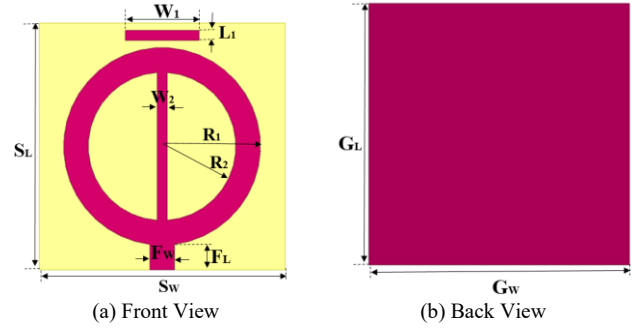 W1
L1
W2
R1
SL
R2
GL
FW
FL
SW
GW
(a) Front View
(b) Back View